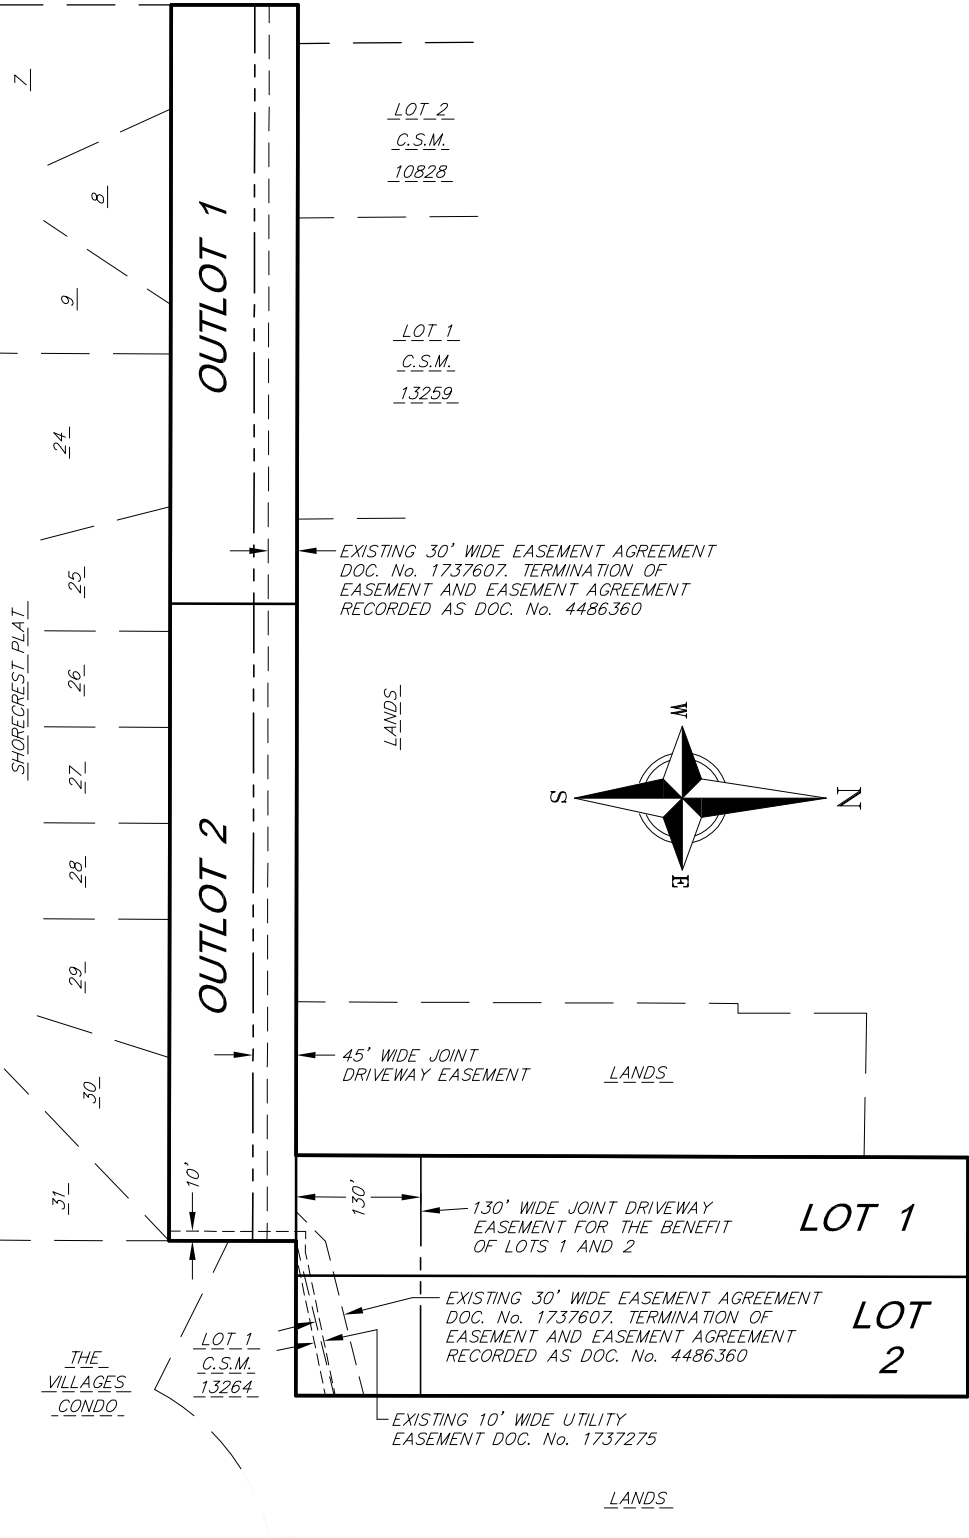 7
LOT 2
C.S.M.
10828
8
OUTLOT 1
9
LOT 1
C.S.M.
13259
24
EXISTING 30' WIDE EASEMENT AGREEMENT
DOC. No. 1737607. TERMINATION OF
EASEMENT AND EASEMENT AGREEMENT
RECORDED AS DOC. No. 4486360
25
SHORECREST PLAT
26
LANDS
W
27
S
N
E
28
OUTLOT 2
29
45' WIDE JOINT
DRIVEWAY EASEMENT
LANDS
30
10'
31
130'
130' WIDE JOINT DRIVEWAY
EASEMENT FOR THE BENEFIT
OF LOTS 1 AND 2
LOT 1
EXISTING 30' WIDE EASEMENT AGREEMENT
DOC. No. 1737607. TERMINATION OF
EASEMENT AND EASEMENT AGREEMENT
RECORDED AS DOC. No. 4486360
LOT
2
LOT 1
C.S.M.
13264
THE
VILLAGES
CONDO
EXISTING 10' WIDE UTILITY
EASEMENT DOC. No. 1737275
LANDS